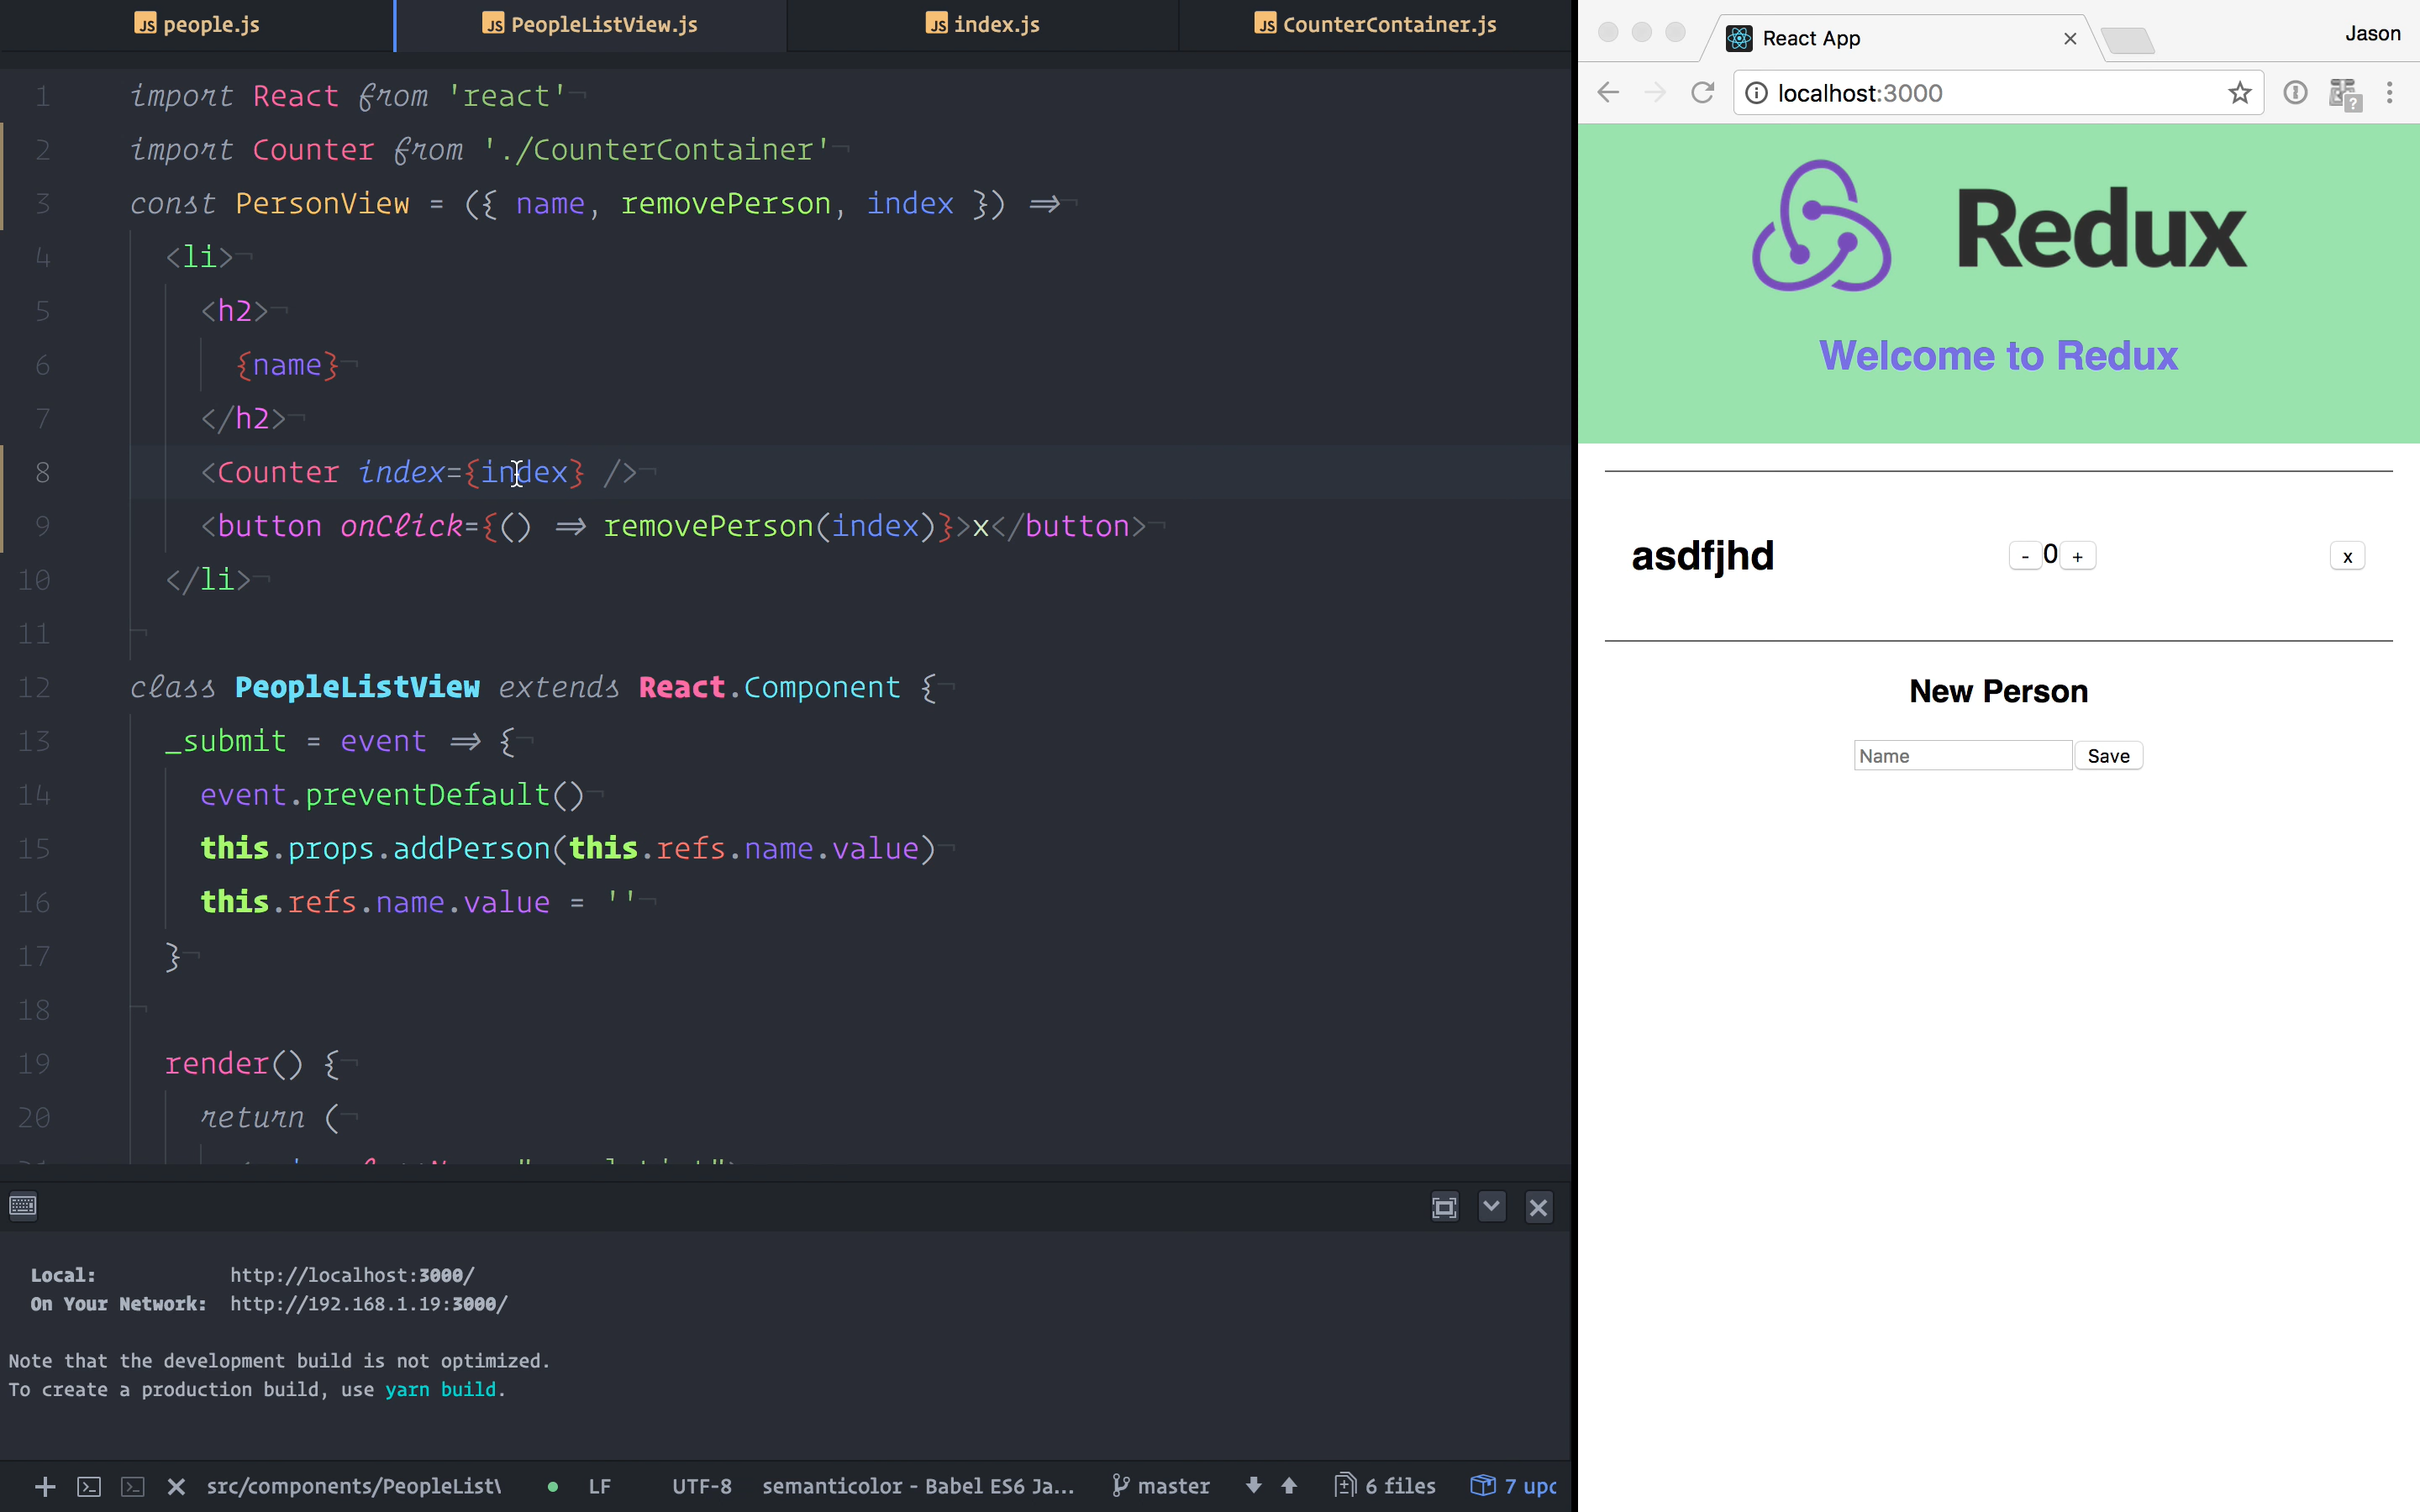 people.js
PeopleListView.js
index.js
CounterContainer.js
1 import React from 'react'
2 import Counter from './CounterContainer'
3 const PersonView = ({ name, removePerson, index }) =>
4 <li>
5 <h2>
6 {name}
7 </h2>
8 <Counter index={index} />
9 <button onClick={() => removePerson(index)}>x</button>
10 </li>
11
12 class PeopleListView extends React.Component {
13 _submit = event => {
14 event.preventDefault()
15 this.props.addPerson(this.refs.name.value)
16 this.refs.name.value = ''
17 }
18
19 render() {
20 return (
Local: http://localhost:3000/
On Your Network: http://192.168.1.19:3000/
Note that the development build is not optimized.
To create a production build, use yarn build.
src/components/PeopleList\ LF UTF-8 semanticolor - Babel ES6 Ja... master 6 files 7 upc
React App
Jason
localhost:3000
Redux
Welcome to Redux
asdfjhd - 0 + x
New Person
Name Save